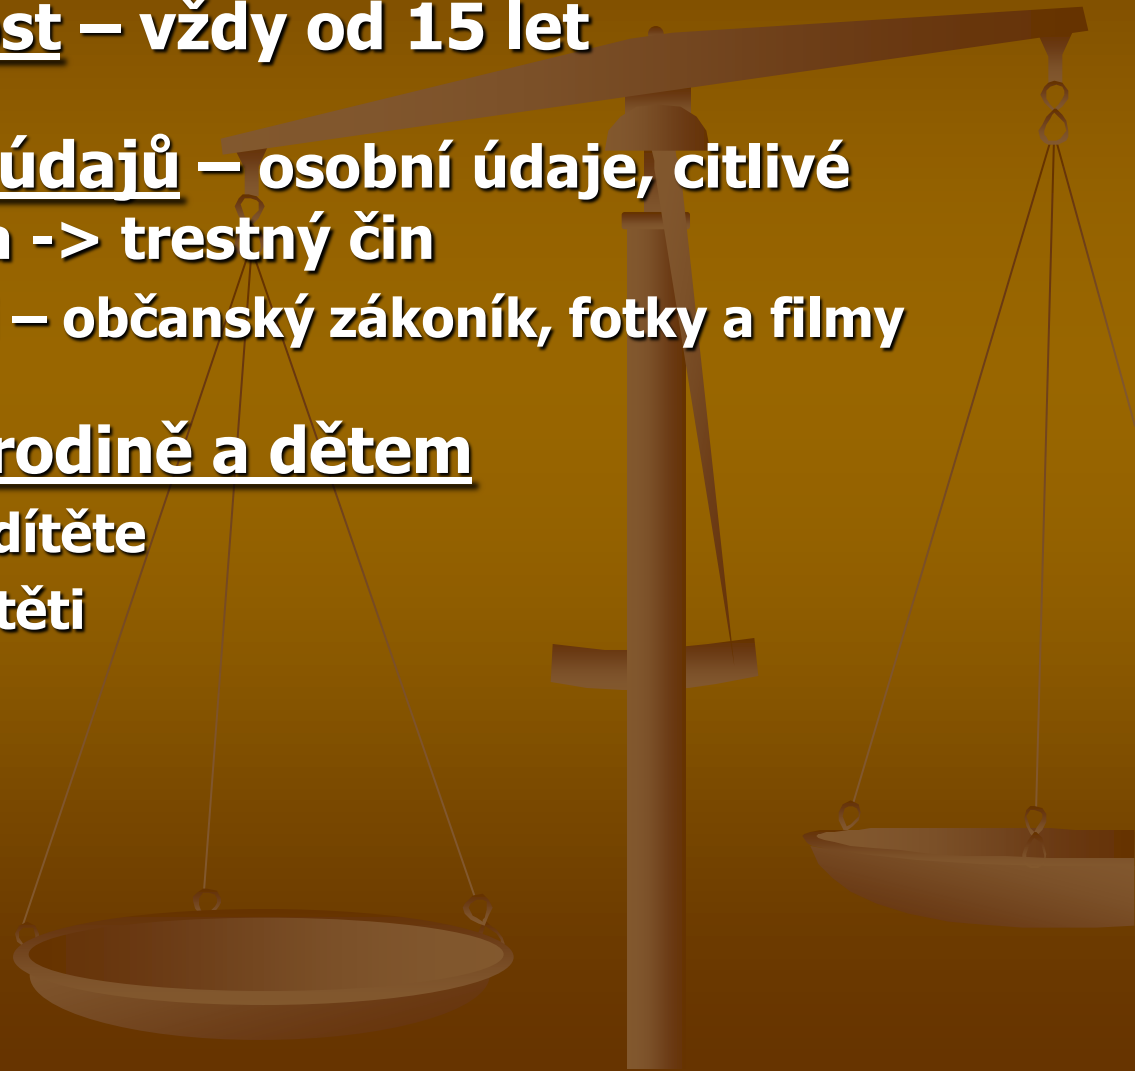 st – vždy od 15 let
údajů – osobní údaje, citlivé
-> trestný čin
– občanský zákoník, fotky a filmy
rodině a dětem
dítěte
těti